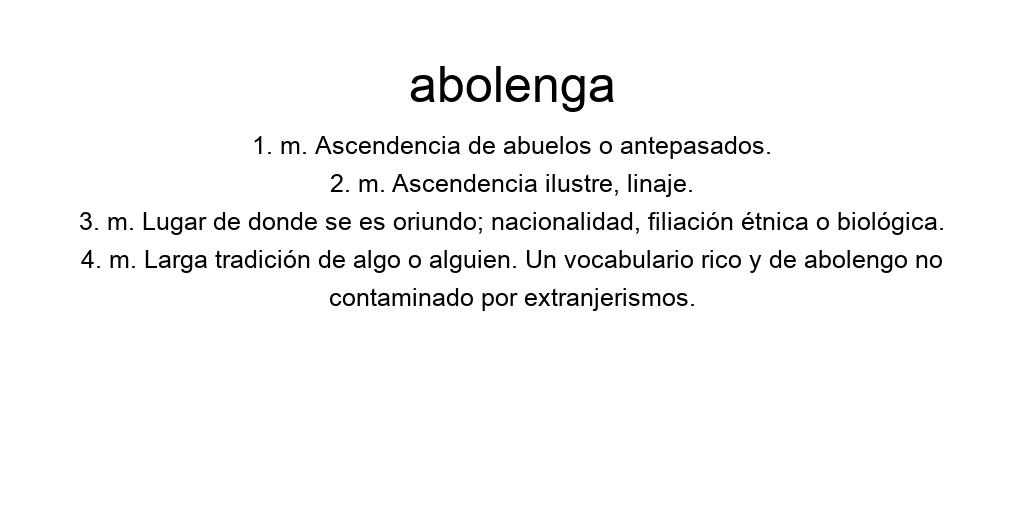 abolenga
1. m. Ascendencia de abuelos o antepasados.
2. m. Ascendencia ilustre, linaje.
3. m. Lugar de donde se es oriundo; nacionalidad, filiación étnica o biológica.
4. m. Larga tradición de algo o alguien. Un vocabulario rico y de abolengo no
contaminado por extranjerismos.